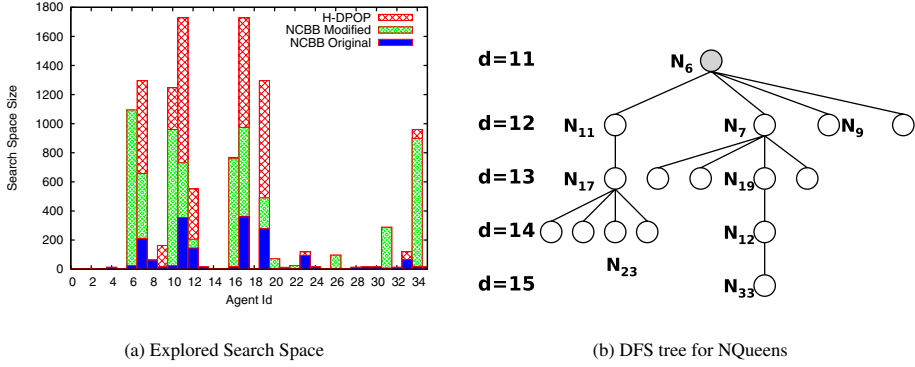 H-DPOP
NCBB Modified
NCBB Original
Search Space Size
1800
1600
1400
1200
1000
800
600
400
200
0
0 2 4 6 8 10 12 14 16 18 20 22 24 26 28 30 32 34
Agent Id
(a) Explored Search Space
d=11
N6
d=12
N11
N7
N9
d=13
N17
N19
d=14
N12
N23
d=15
N33
(b) DFS tree for NQueens